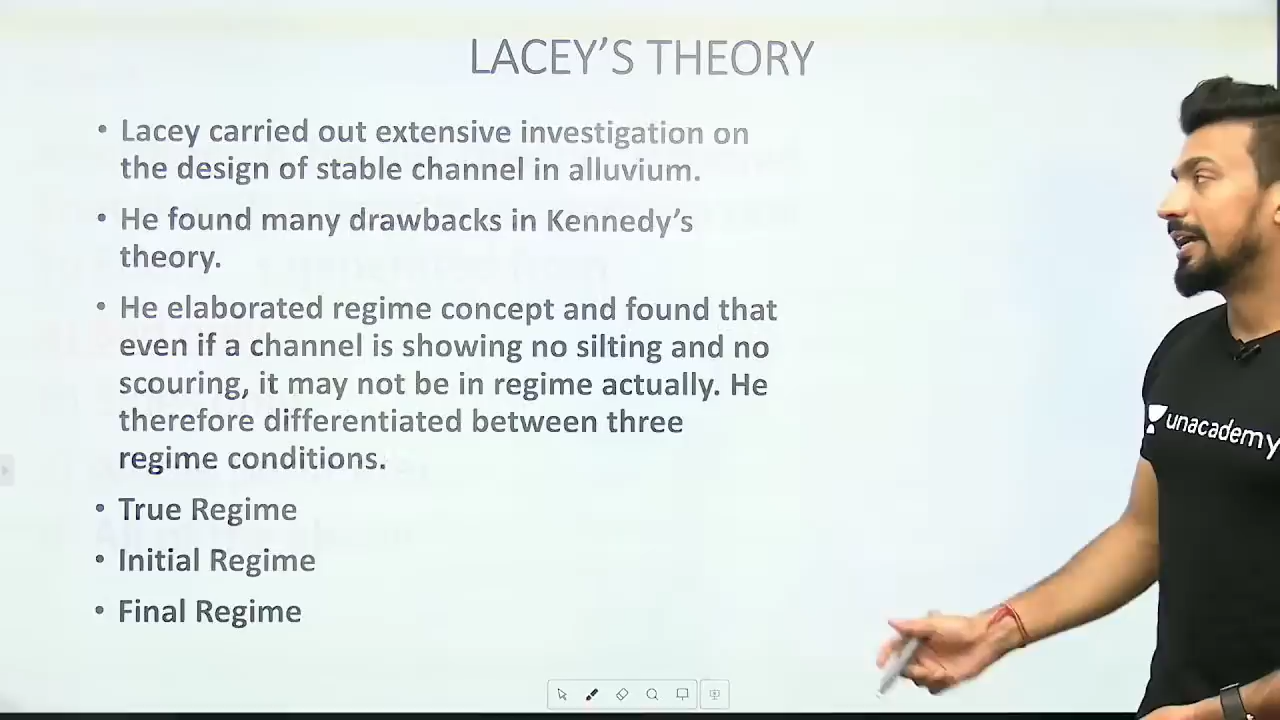 LACEY'S THEORY
• Lacey carried out extensive investigation on
the design of stable channel in alluvium.
• He found many drawbacks in Kennedy's
theory.
• He elaborated regime concept and found that
even if a channel is showing no silting and no
scouring, it may not be in regime actually. He
therefore differentiated between three
regime conditions.
• True Regime
• Initial Regime
• Final Regime
unacademy